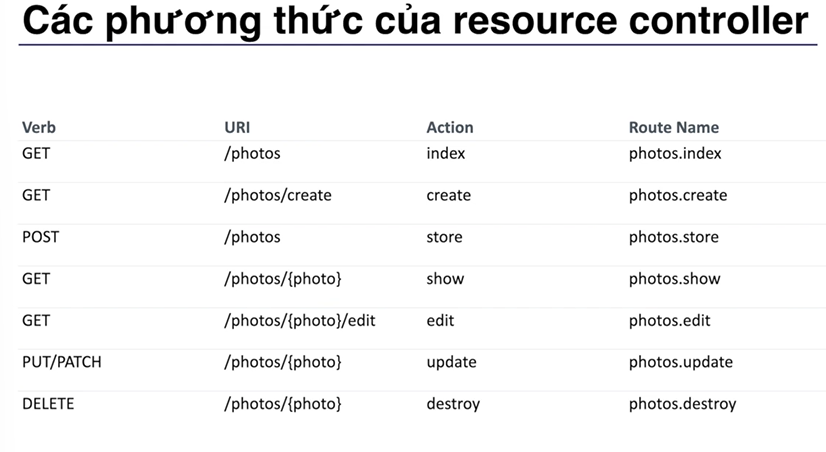 Các phương thức của resource controller
Verb URI Action Route Name
GET /photos index photos.index
GET /photos/create create photos.create
POST /photos store photos.store
GET /photos/{photo} show photos.show
GET /photos/{photo}/edit edit photos.edit
PUT/PATCH /photos/{photo} update photos.update
DELETE /photos/{photo} destroy photos.destroy